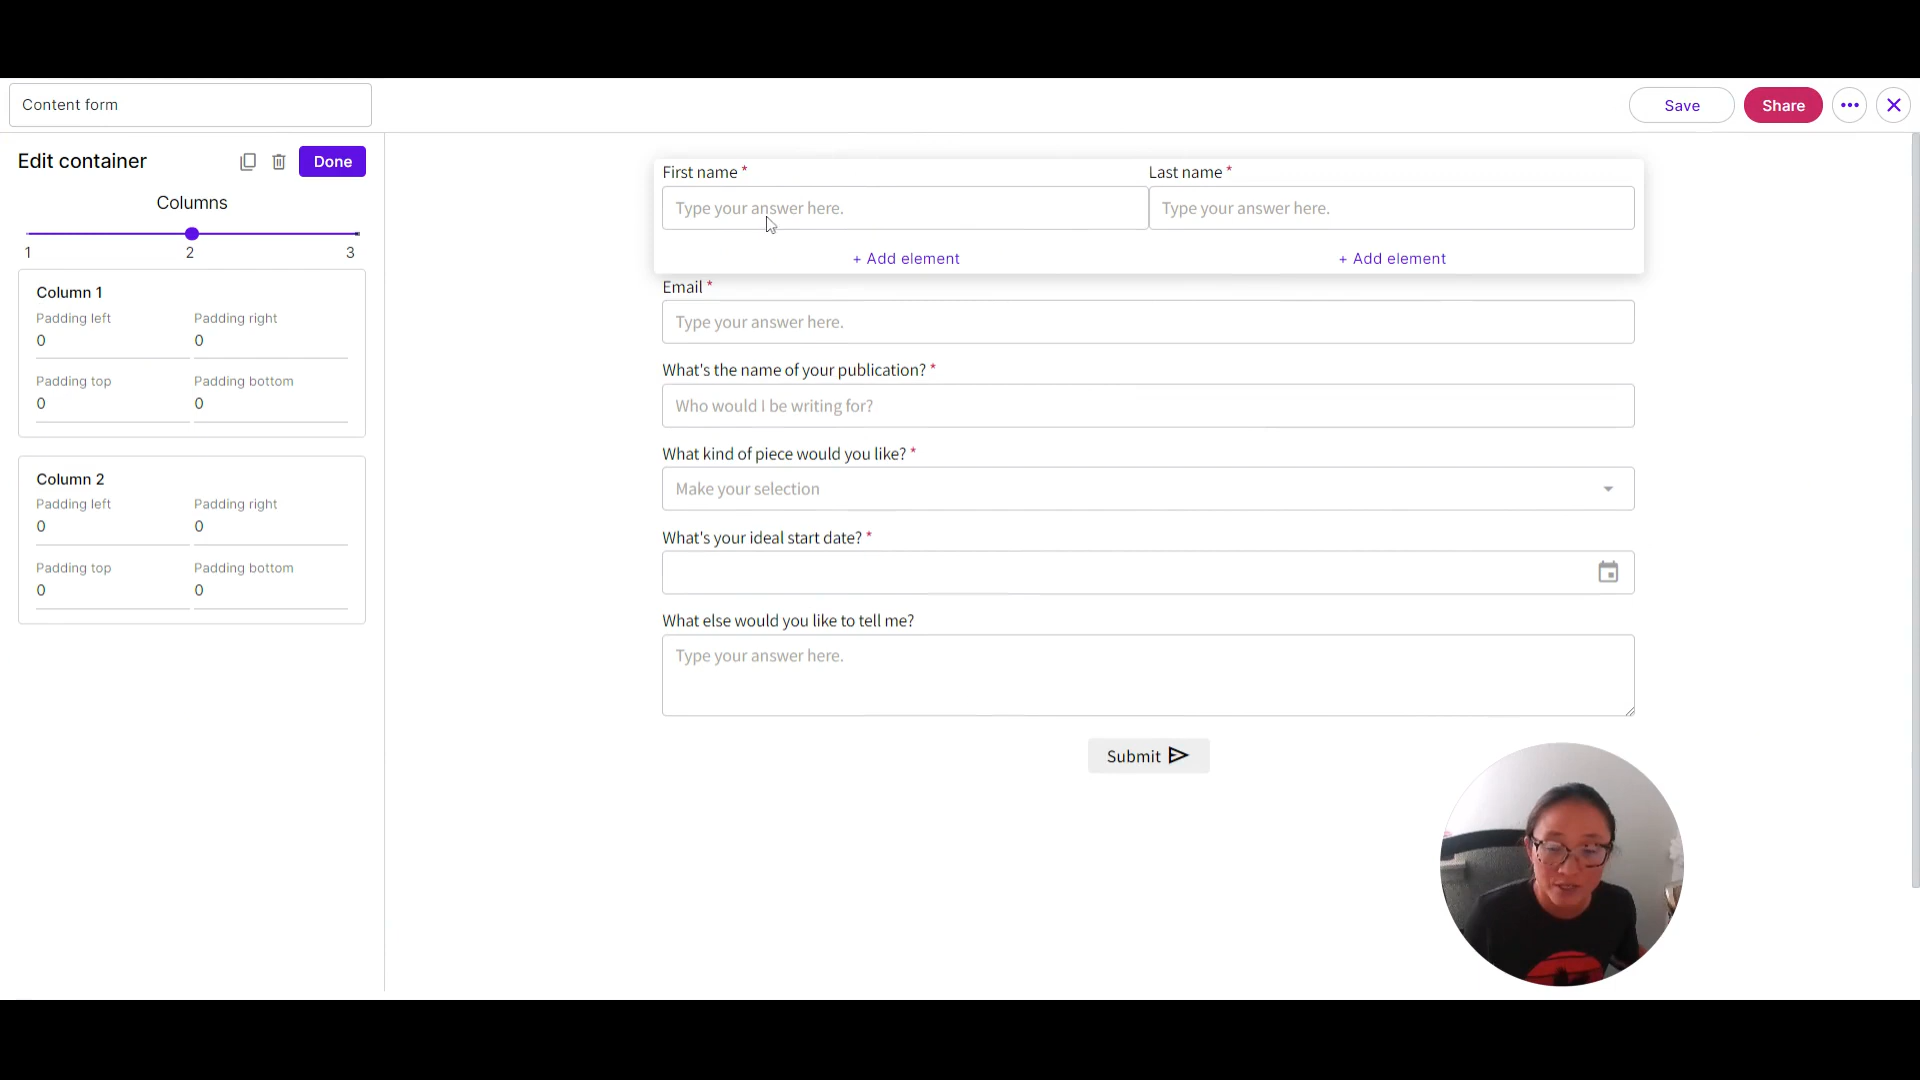 Content form
Save
Share
Edit container
Done
Columns
1 2 3
Column 1
Padding left Padding right
0 0
Padding top Padding bottom
0 0
Column 2
Padding left Padding right
0 0
Padding top Padding bottom
0 0
First name * Last name *
Type your answer here. Type your answer here.
+ Add element + Add element
Email *
Type your answer here.
What's the name of your publication? *
Who would I be writing for?
What kind of piece would you like? *
Make your selection
What's your ideal start date? *
What else would you like to tell me?
Type your answer here.
Submit